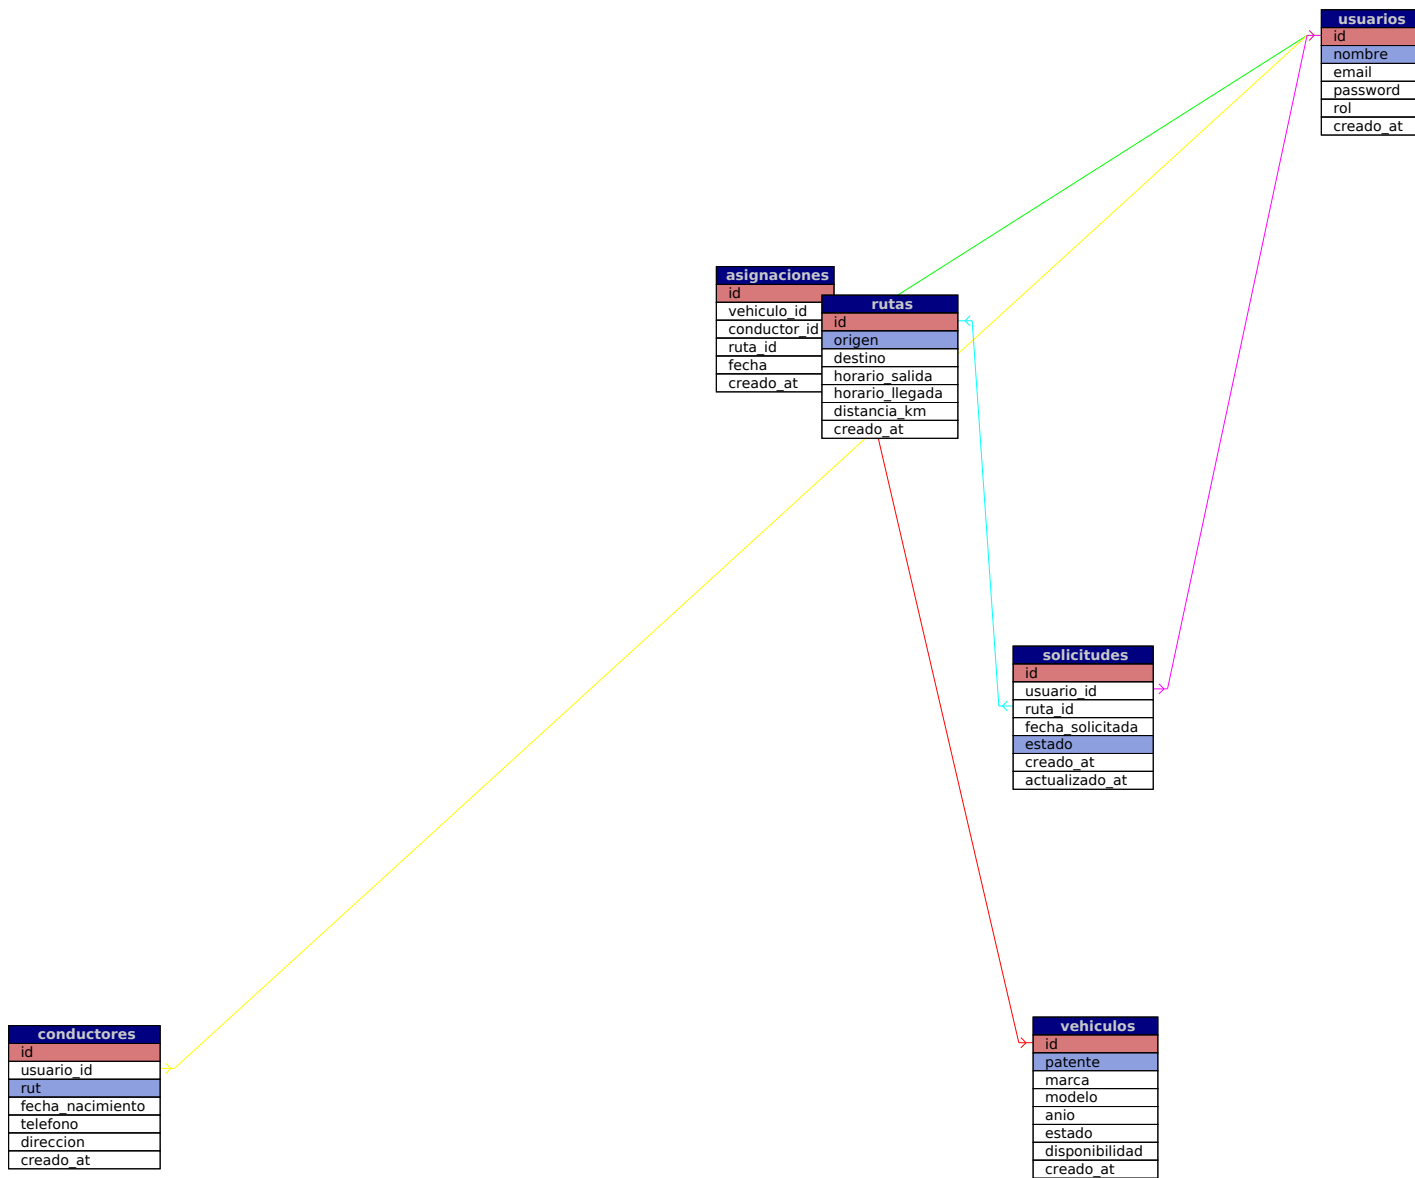 usuarios
id
nombre
email
password
rol
creado_at
asignaciones
id
vehiculo_id
conductor_id
ruta_id
fecha
creado_at
rutas
id
origen
destino
horario_salida
horario_llegada
distancia_km
creado_at
solicitudes
id
usuario_id
ruta_id
fecha_solicitada
estado
creado_at
actualizado_at
conductores
id
usuario_id
rut
fecha_nacimiento
telefono
direccion
creado_at
vehiculos
id
patente
marca
modelo
anio
estado
disponibilidad
creado_at